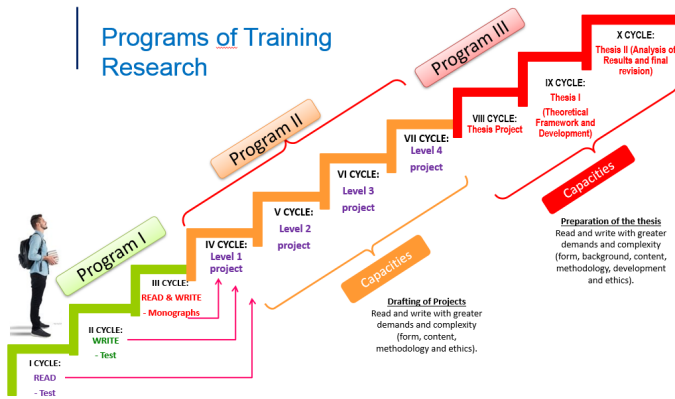 Programs of Training
Research
Program I
Program II
Program III
I CYCLE:
READ
- Test
II CYCLE:
WRITE
- Test
III CYCLE:
READ & WRITE
- Monographs
IV CYCLE:
Level 1
project
V CYCLE:
Level 2
project
VI CYCLE:
Level 3
project
VII CYCLE:
Level 4
project
VIII CYCLE:
Thesis Project
IX CYCLE:
Thesis I
(Theoretical
Framework and
Development)
X CYCLE:
Thesis II (Analysis of
Results and final
revision)
Capacities
Drafting of Projects
Read and write with greater
demands and complexity
(form, content,
methodology and ethics).
Capacities
Preparation of the thesis
Read and write with greater
demands and complexity
(form, background, content,
methodology, development
and ethics).